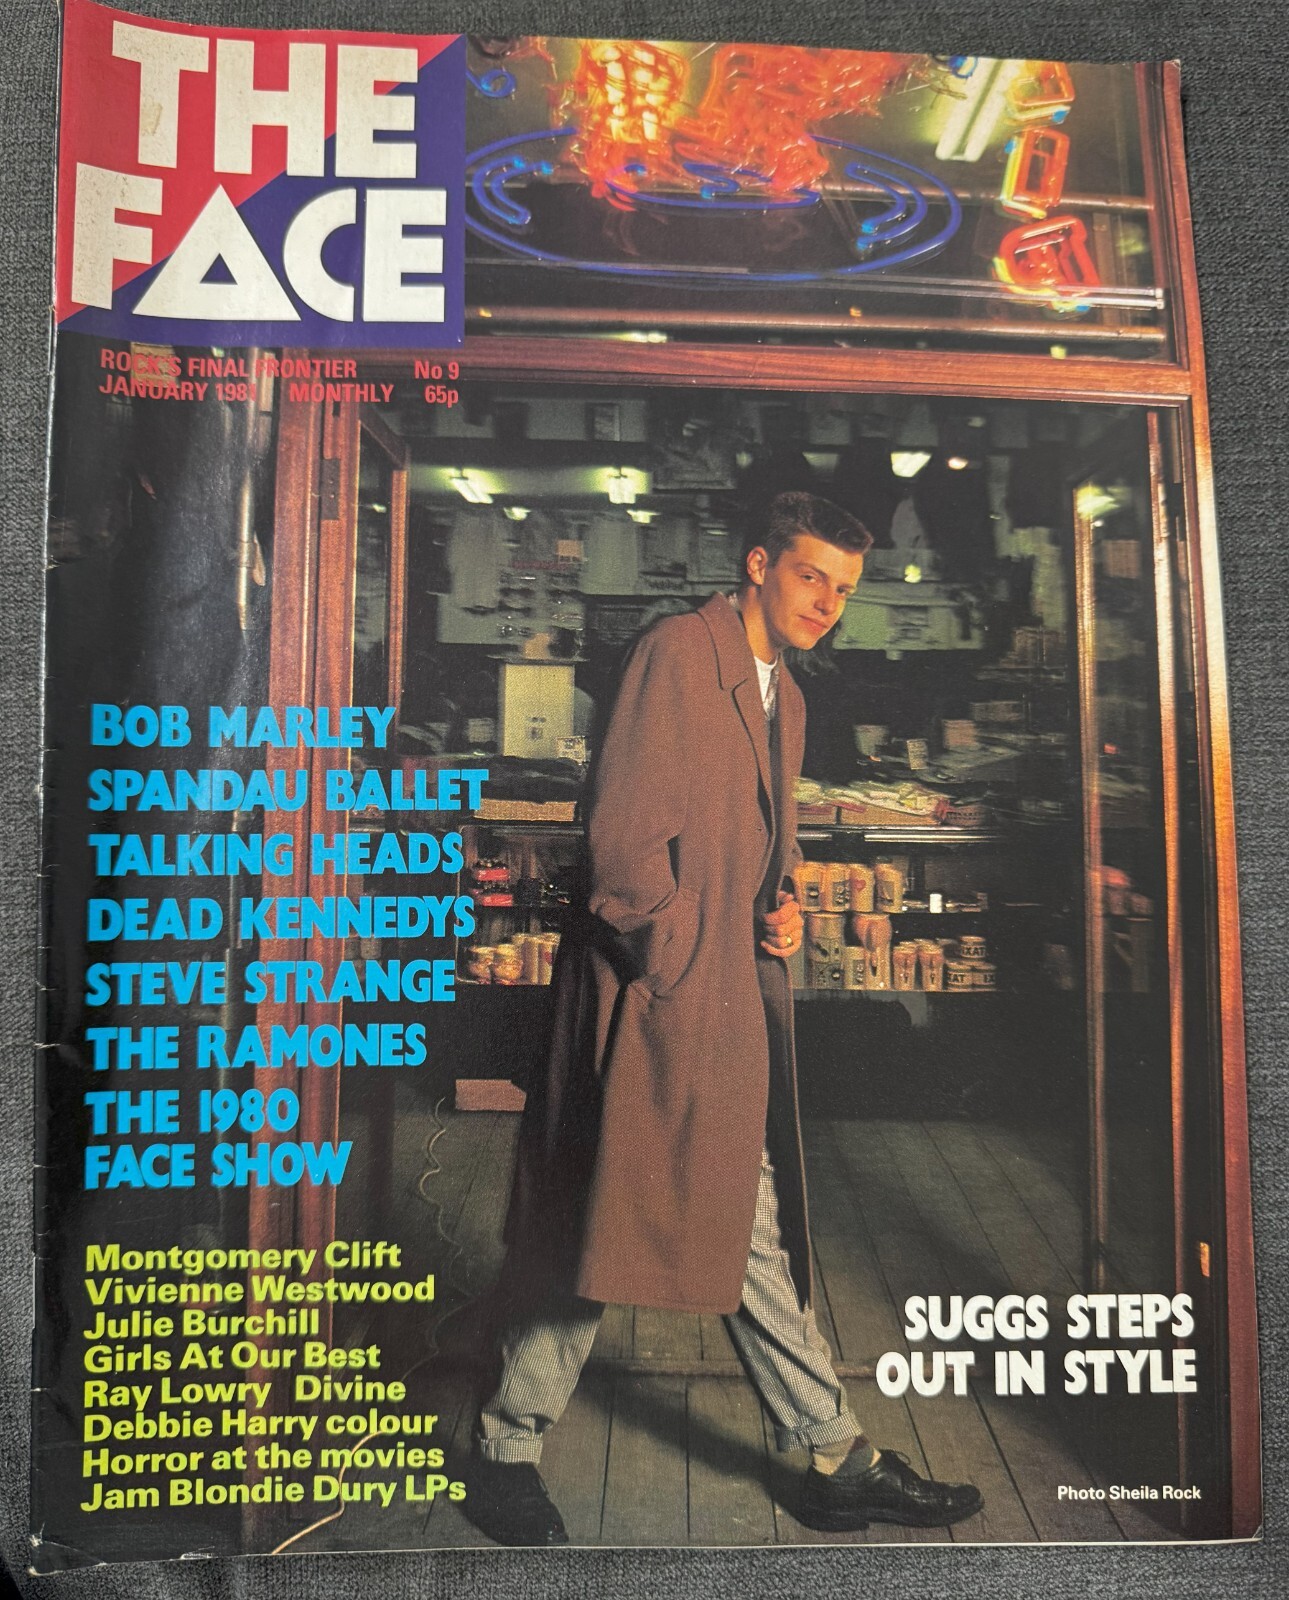 THE
FACE
ROCK'S FINAL FRONTIER No 9
JANUARY 1981 MONTHLY 65p
BOB MARLEY
SPANDAU BALLET
TALKING HEADS
DEAD KENNEDYS
STEVE STRANGE
THE RAMONES
THE 1980
FACE SHOW
Montgomery Clift
Vivienne Westwood
Julie Burchill
Girls At Our Best
Ray Lowry Divine
Debbie Harry colour
Horror at the movies
Jam Blondie Dury LPs
SUGGS STEPS
OUT IN STYLE
Photo Sheila Rock